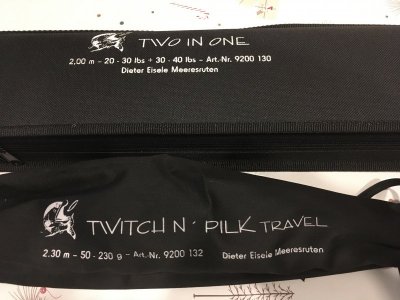 TWO IN ONE
2,00 m – 20 - 30 lbs + 30 - 40 lbs – Art.-Nr. 9200 130
Dieter Eisele Meeresruten
TWITCH N´ PILK TRAVEL
2.30 m - 50 - 230 g – Art.-Nr. 9200 132 Dieter Eisele Meeresruten